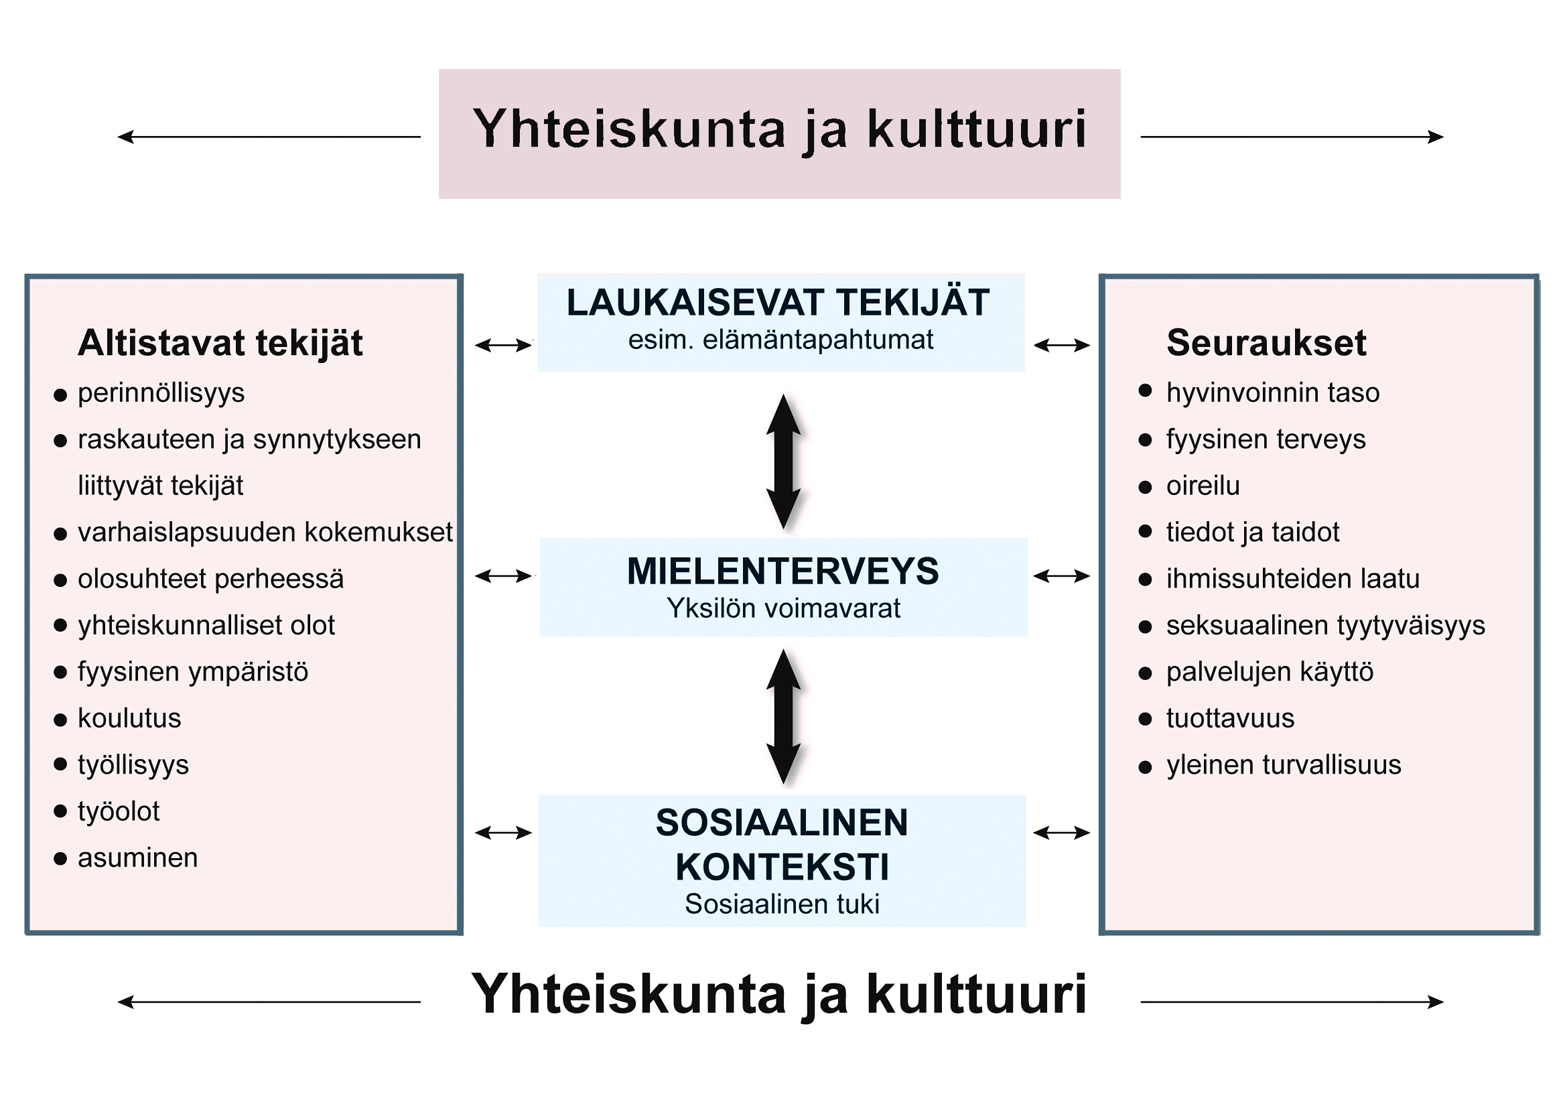 Yhteiskunta ja kulttuuri
Altistavat tekijät
● perinnöllisyys
● raskauteen ja synnytykseen
liittyvät tekijät
● varhaislapsuuden kokemukset
● olosuhteet perheessä
● yhteiskunnalliset olot
● fyysinen ympäristö
● koulutus
● työllisyys
● työolot
● asuminen
LAUKAISEVAT TEKIJÄT
esim. elämäntapahtumat
MIELENTERVEYS
Yksilön voimavarat
SOSIAALINEN
KONTEKSTI
Sosiaalinen tuki
Seuraukset
● hyvinvoinnin taso
● fyysinen terveys
● oireilu
● tiedot ja taidot
● ihmissuhteiden laatu
● seksuaalinen tyytyväisyys
● palvelujen käyttö
● tuottavuus
● yleinen turvallisuus
Yhteiskunta ja kulttuuri